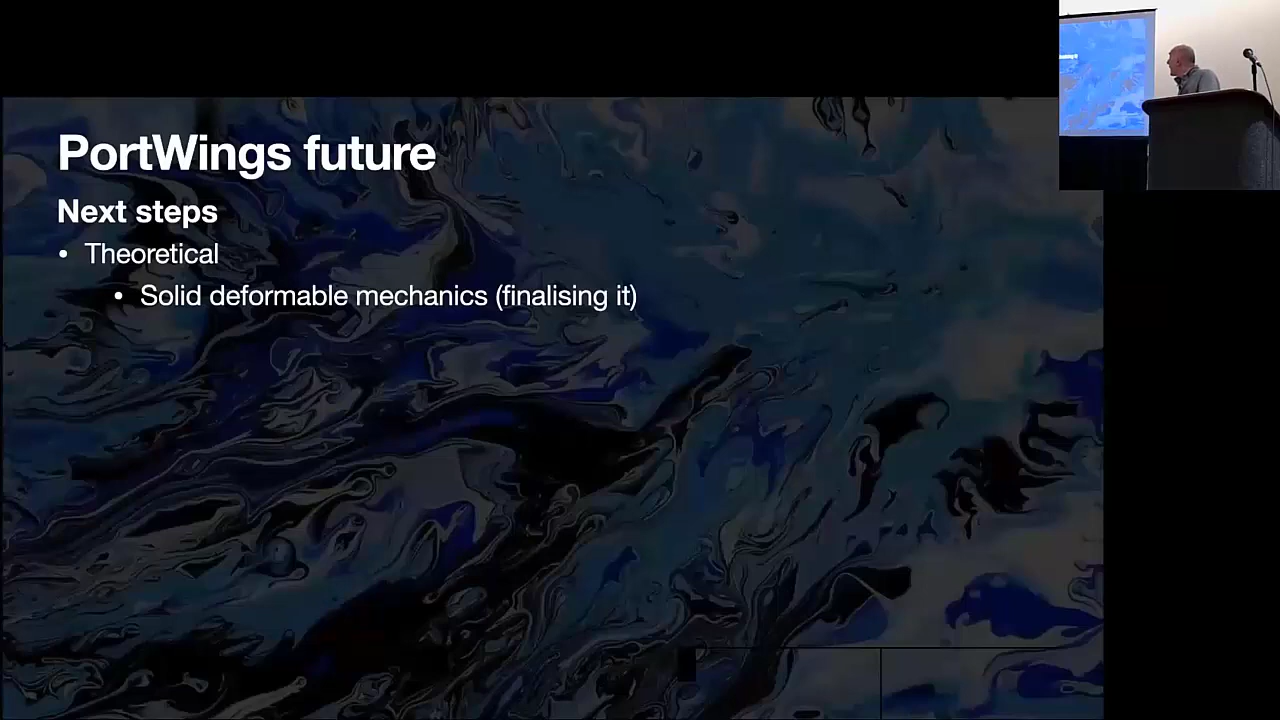 PortWings future
Next steps
• Theoretical
• Solid deformable mechanics (finalising it)